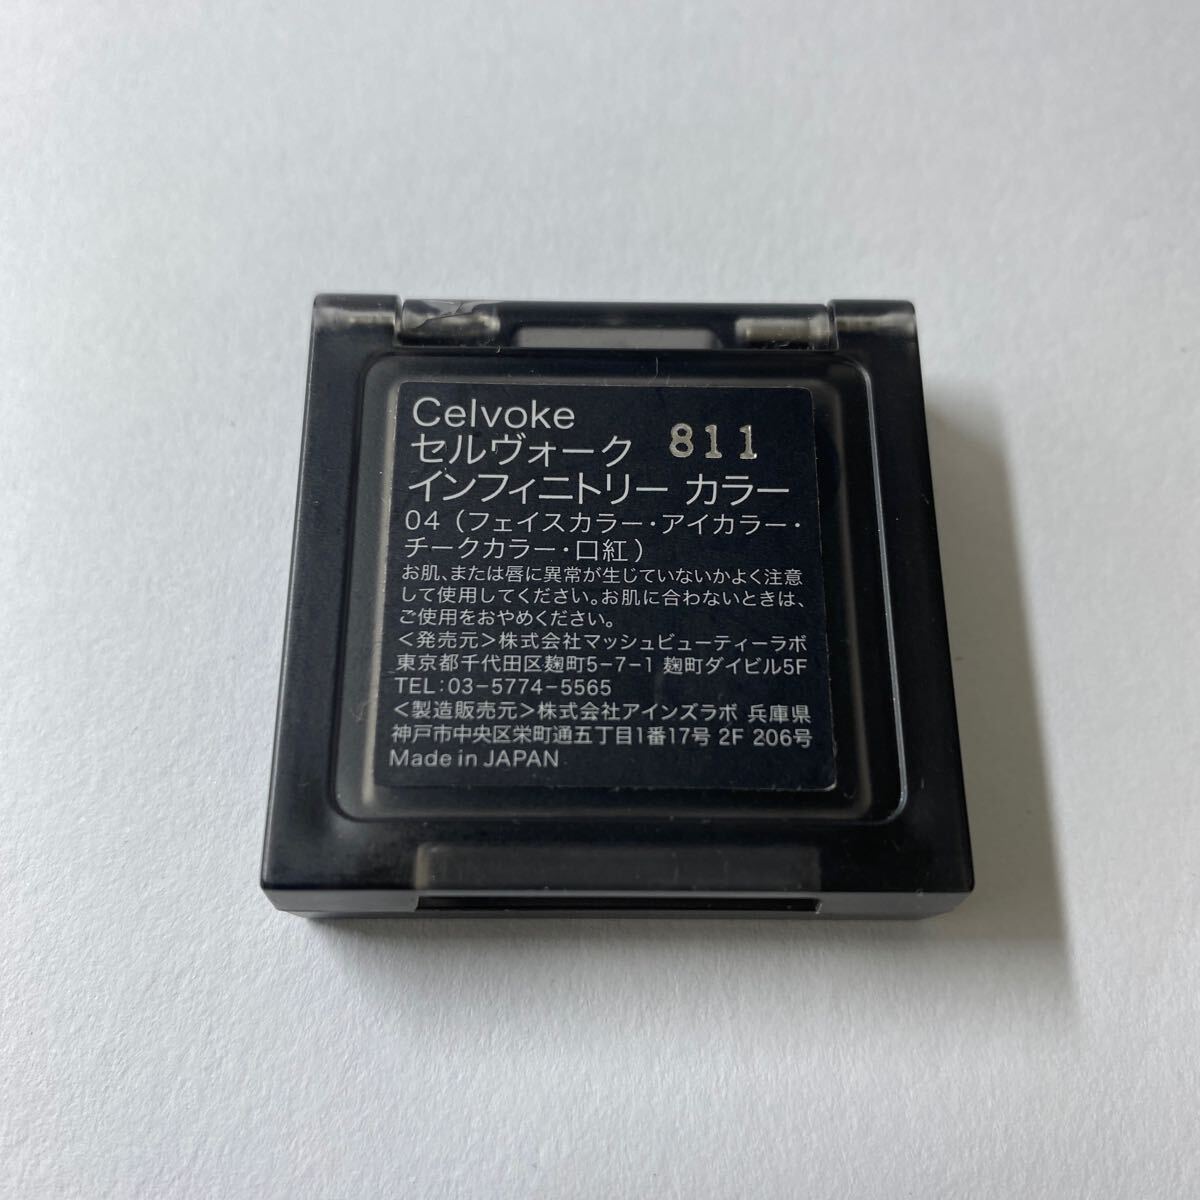 Celvoke
セルヴォーク 811
インフィニトリー カラー
04（フェイスカラー・アイカラー・
チークカラー・口紅）
お肌、または唇に異常が生じていないかよく注意
して使用してください。お肌に合わないときは、
ご使用をおやめください。
＜発売元＞株式会社マッシュビューティーラボ
東京都千代田区麹町5-7-1 麹町ダイビル5F
TEL:03-5774-5565
＜製造販売元＞株式会社アインズラボ 兵庫県
神戸市中央区栄町通五丁目1番17号 2F 206号
Made in JAPAN